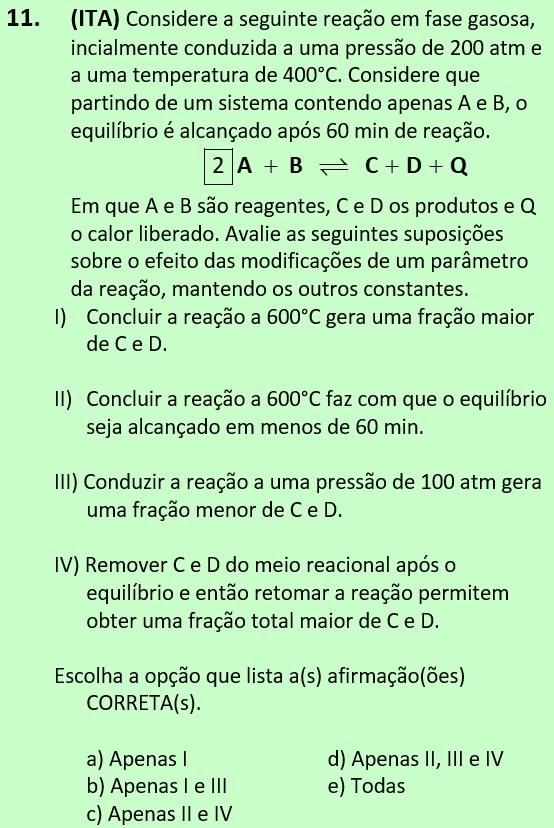 11. (ITA) Considere a seguinte reação em fase gasosa,
incialmente conduzida a uma pressão de 200 atm e
a uma temperatura de 400°C. Considere que
partindo de um sistema contendo apenas A e B, o
equilíbrio é alcançado após 60 min de reação.
2 A + B ⇌ C + D + Q
Em que A e B são reagentes, C e D os produtos e Q
o calor liberado. Avalie as seguintes suposições
sobre o efeito das modificações de um parâmetro
da reação, mantendo os outros constantes.
I) Concluir a reação a 600°C gera uma fração maior
de C e D.
II) Concluir a reação a 600°C faz com que o equilíbrio
seja alcançado em menos de 60 min.
III) Conduzir a reação a uma pressão de 100 atm gera
uma fração menor de C e D.
IV) Remover C e D do meio reacional após o
equilíbrio e então retomar a reação permitem
obter uma fração total maior de C e D.
Escolha a opção que lista a(s) afirmação(ões)
CORRETA(s).
a) Apenas I d) Apenas II, III e IV
b) Apenas I e III e) Todas
c) Apenas II e IV